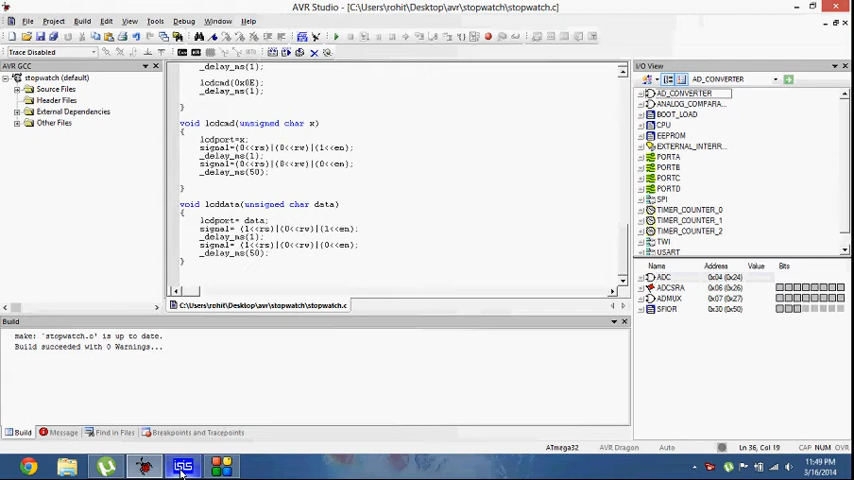 AVR Studio - [C:\Users\rohit\Desktop\avr\stopwatch\stopwatch.c]
File Project Build Edit View Tools Debug Window Help
Trace Disabled
AVR GCC
stopwatch (default)
Source Files
Header Files
External Dependencies
Other Files
_delay_ms(1);
lcdcmd(0x0E);
_delay_ms(1);
}
void lcdcmd(unsigned char x)
{
lcdport=x;
signal=(0<<rs)|(0<<rw)|(1<<en);
_delay_ms(1);
signal=(0<<rs)|(0<<rw)|(0<<en);
_delay_ms(50);
}
void lcddata(unsigned char data)
{
lcdport= data;
signal= (1<<rs)|(0<<rw)|(1<<en);
_delay_ms(1);
signal= (1<<rs)|(0<<rw)|(0<<en);
_delay_ms(50);
}
C:\Users\rohit\Desktop\avr\stopwatch\stopwatch.c
I/O View
AD_CONVERTER
AD_CONVERTER
ANALOG_COMPARA...
BOOT_LOAD
CPU
EEPROM
EXTERNAL_INTERR...
PORTA
PORTB
PORTC
PORTD
SPI
TIMER_COUNTER_0
TIMER_COUNTER_1
TIMER_COUNTER_2
TWI
USART
Name Address Value Bits
ADC 0x04 (0x24)
ADCSRA 0x06 (0x26)
ADMUX 0x07 (0x27)
SFIOR 0x30 (0x50)
Build
make: `stopwatch.o' is up to date.
Build succeeded with 0 Warnings...
Build Message Find in Files Breakpoints and Tracepoints
ATmega32 AVR Dragon Auto Ln 36, Col 19 CAP NUM OVR
ISIS
11:49 PM
3/16/2014